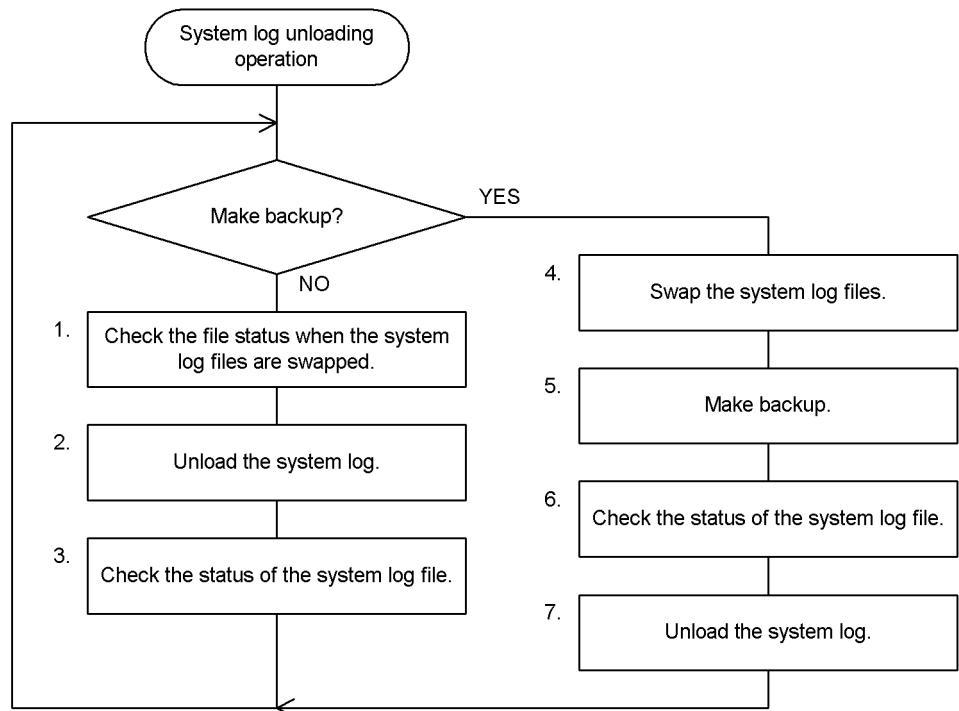 System log unloading
operation
Make backup?
YES
NO
1.
Check the file status when the system
log files are swapped.
2.
Unload the system log.
3.
Check the status of the system log file.
4.
Swap the system log files.
5.
Make backup.
6.
Check the status of the system log file.
7.
Unload the system log.